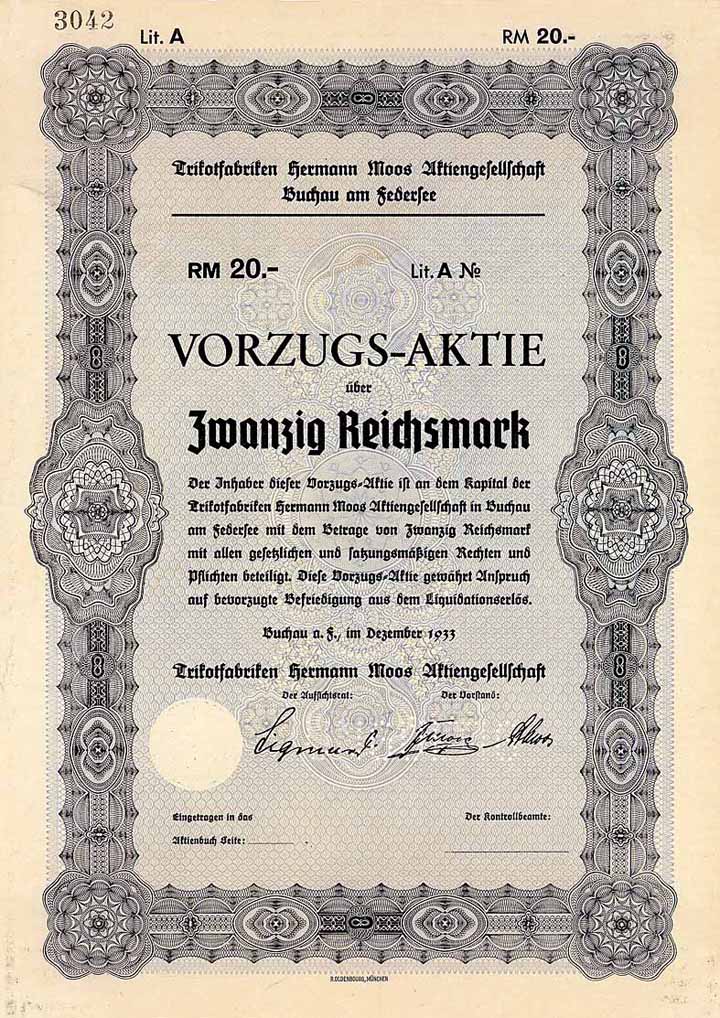 3042
Lit. A RM 20.-
Trikotfabriken Hermann Moos Aktiengesellschaft
Buchau am Federsee
RM 20.- Lit. A №
VORZUGS-AKTIE
über
Zwanzig Reichsmark
Der Inhaber dieser Vorzugs-Aktie ist an dem Kapital der
Trikotfabriken Hermann Moos Aktiengesellschaft in Buchau
am Federsee mit dem Betrage von Zwanzig Reichsmark
mit allen gesetzlichen und satzungsmäßigen Rechten und
Pflichten beteiligt. Diese Vorzugs-Aktie gewährt Anspruch
auf bevorzugte Befriedigung aus dem Liquidationserlös.
Buchau a. F., im Dezember 1933
Trikotfabriken Hermann Moos Aktiengesellschaft
Der Aufsichtsrat: Der Vorstand:
Eingetragen in das Der Kontrollbeamte:
Aktienbuch Seite:
R. OLDENBOURG, MÜNCHEN